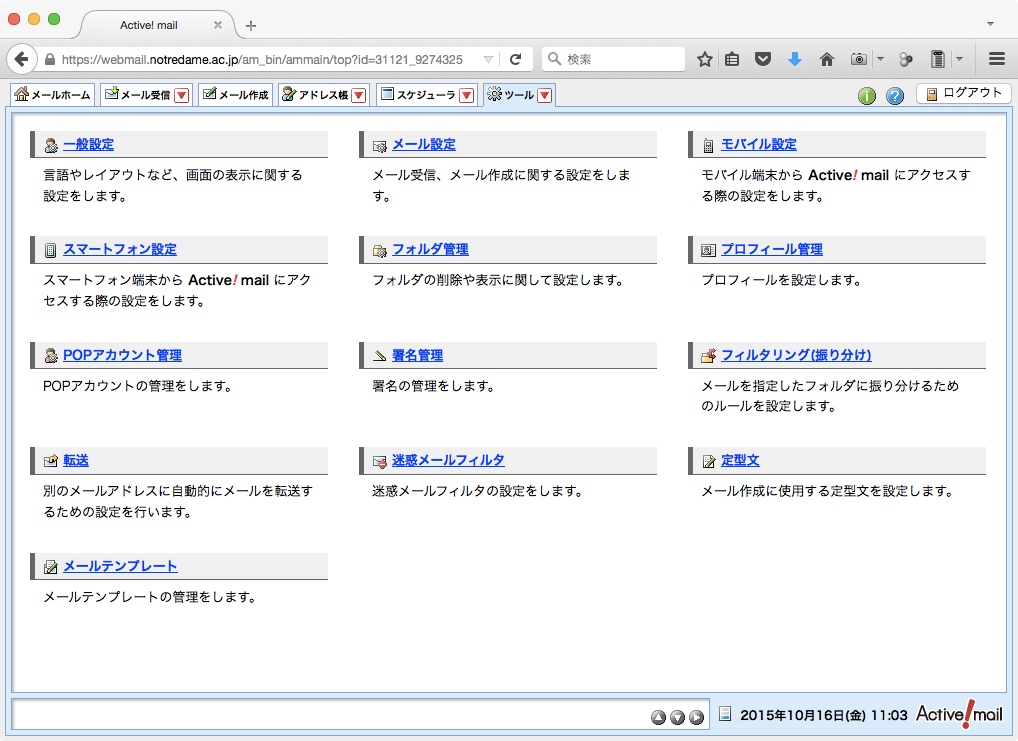 Active! mail
https://webmail.notredame.ac.jp/am_bin/ammain/top?id=31121_9274325
検索
メールホーム
メール受信
メール作成
アドレス帳
スケジューラ
ツール
ログアウト
一般設定
言語やレイアウトなど、画面の表示に関する
設定をします。
メール設定
メール受信、メール作成に関する設定をしま
す。
モバイル設定
モバイル端末から Active! mail にアクセスす
る際の設定をします。
スマートフォン設定
スマートフォン端末から Active! mail にアク
セスする際の設定をします。
フォルダ管理
フォルダの削除や表示に関して設定します。
プロフィール管理
プロフィールを設定します。
POPアカウント管理
POPアカウントの管理をします。
署名管理
署名の管理をします。
フィルタリング(振り分け)
メールを指定したフォルダに振り分けるため
のルールを設定します。
転送
別のメールアドレスに自動的にメールを転送す
るための設定を行います。
迷惑メールフィルタ
迷惑メールフィルタの設定をします。
定型文
メール作成に使用する定型文を設定します。
メールテンプレート
メールテンプレートの管理をします。
2015年10月16日(金) 11:03
Active! mail